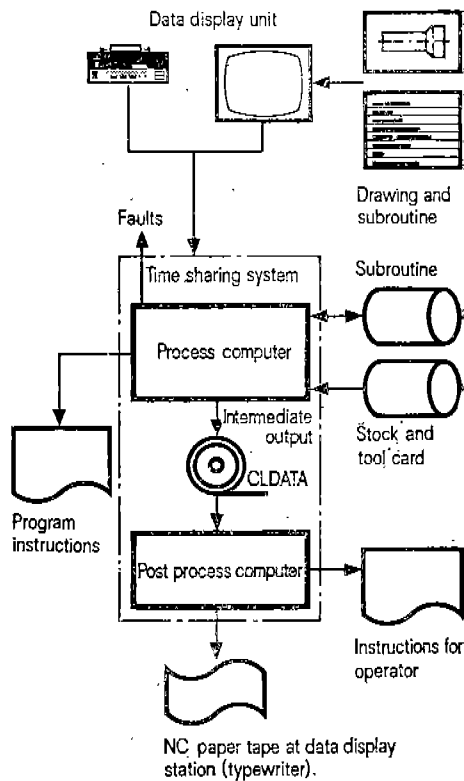 Data display unit
Drawing and
subroutine
Faults
Time sharing system
Subroutine
Process computer
Intermediate
output
Stock and
tool card
CLDATA
Program
instructions
Post process computer
Instructions for
operator
NC paper tape at data display
station (typewriter).